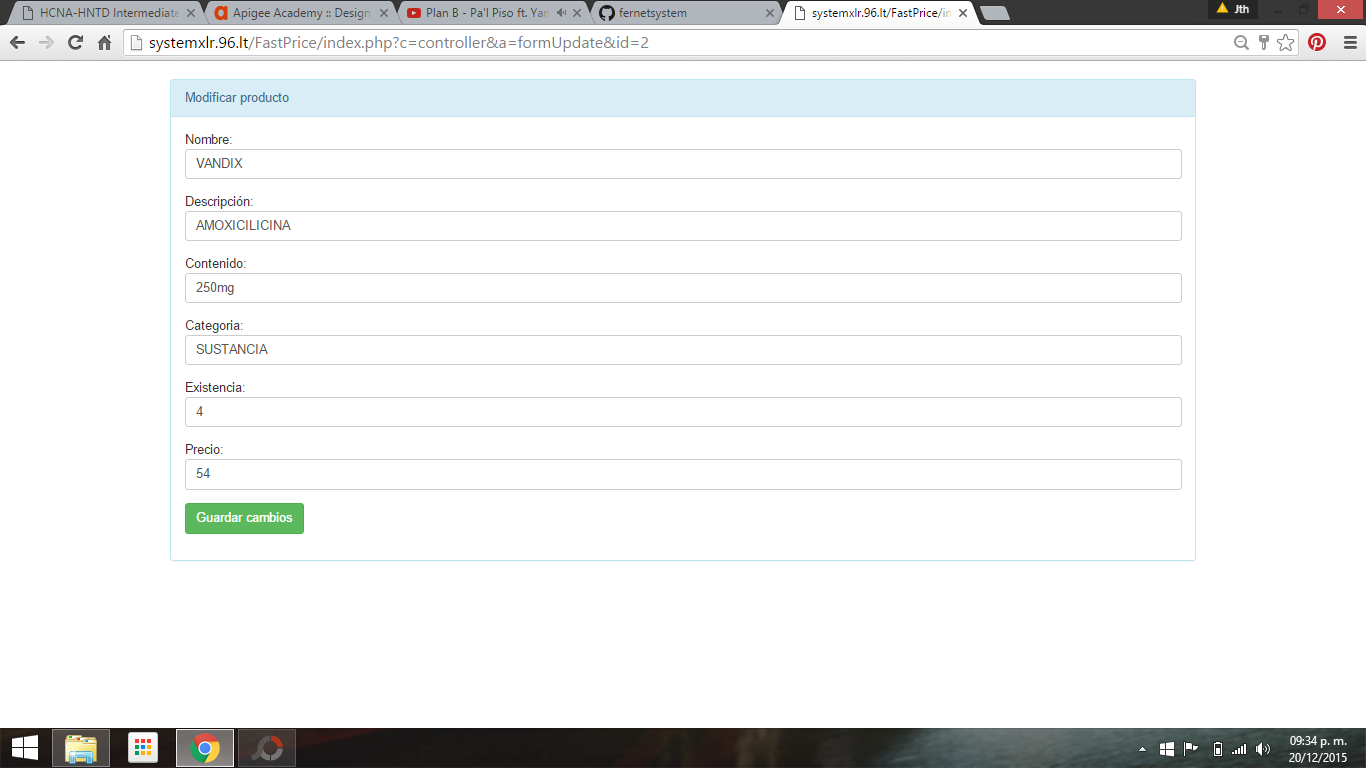 HCNA-HNTD Intermediate
Apigee Academy :: Design
Plan B - Pa'l Piso ft. Yan
fernetsystem
systemxlr.96.lt/FastPrice/in
Jth
systemxlr.96.lt/FastPrice/index.php?c=controller&a=formUpdate&id=2
Modificar producto
Nombre:
VANDIX
Descripción:
AMOXICILICINA
Contenido:
250mg
Categoria:
SUSTANCIA
Existencia:
4
Precio:
54
Guardar cambios
09:34 p. m.
20/12/2015